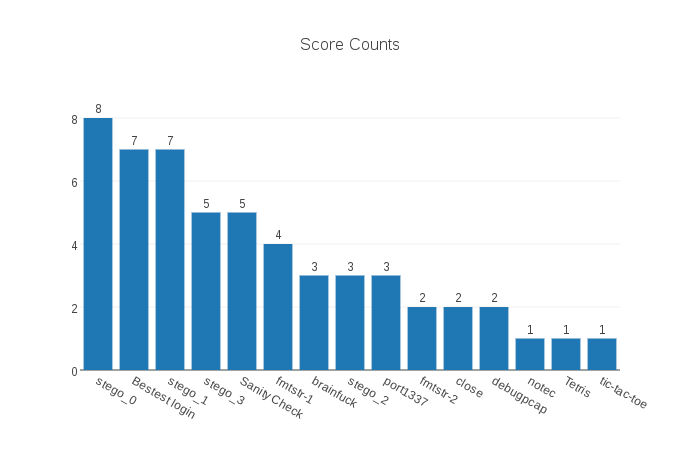 Score Counts
8
6
4
2
0
8
7
7
5
5
4
3
3
3
2
2
2
1
1
1
stego_0
Bestest login
stego_1
stego_3
Sanity Check
fmtstr-1
brainfuck
stego_2
port1337
fmtstr-2
close
debugpcap
notec
Tetris
tic-tac-toe